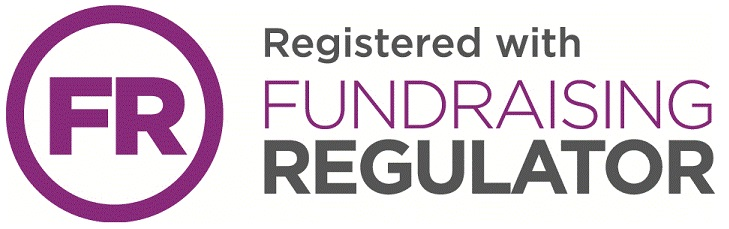 FR
Registered with
FUNDRAISING
REGULATOR